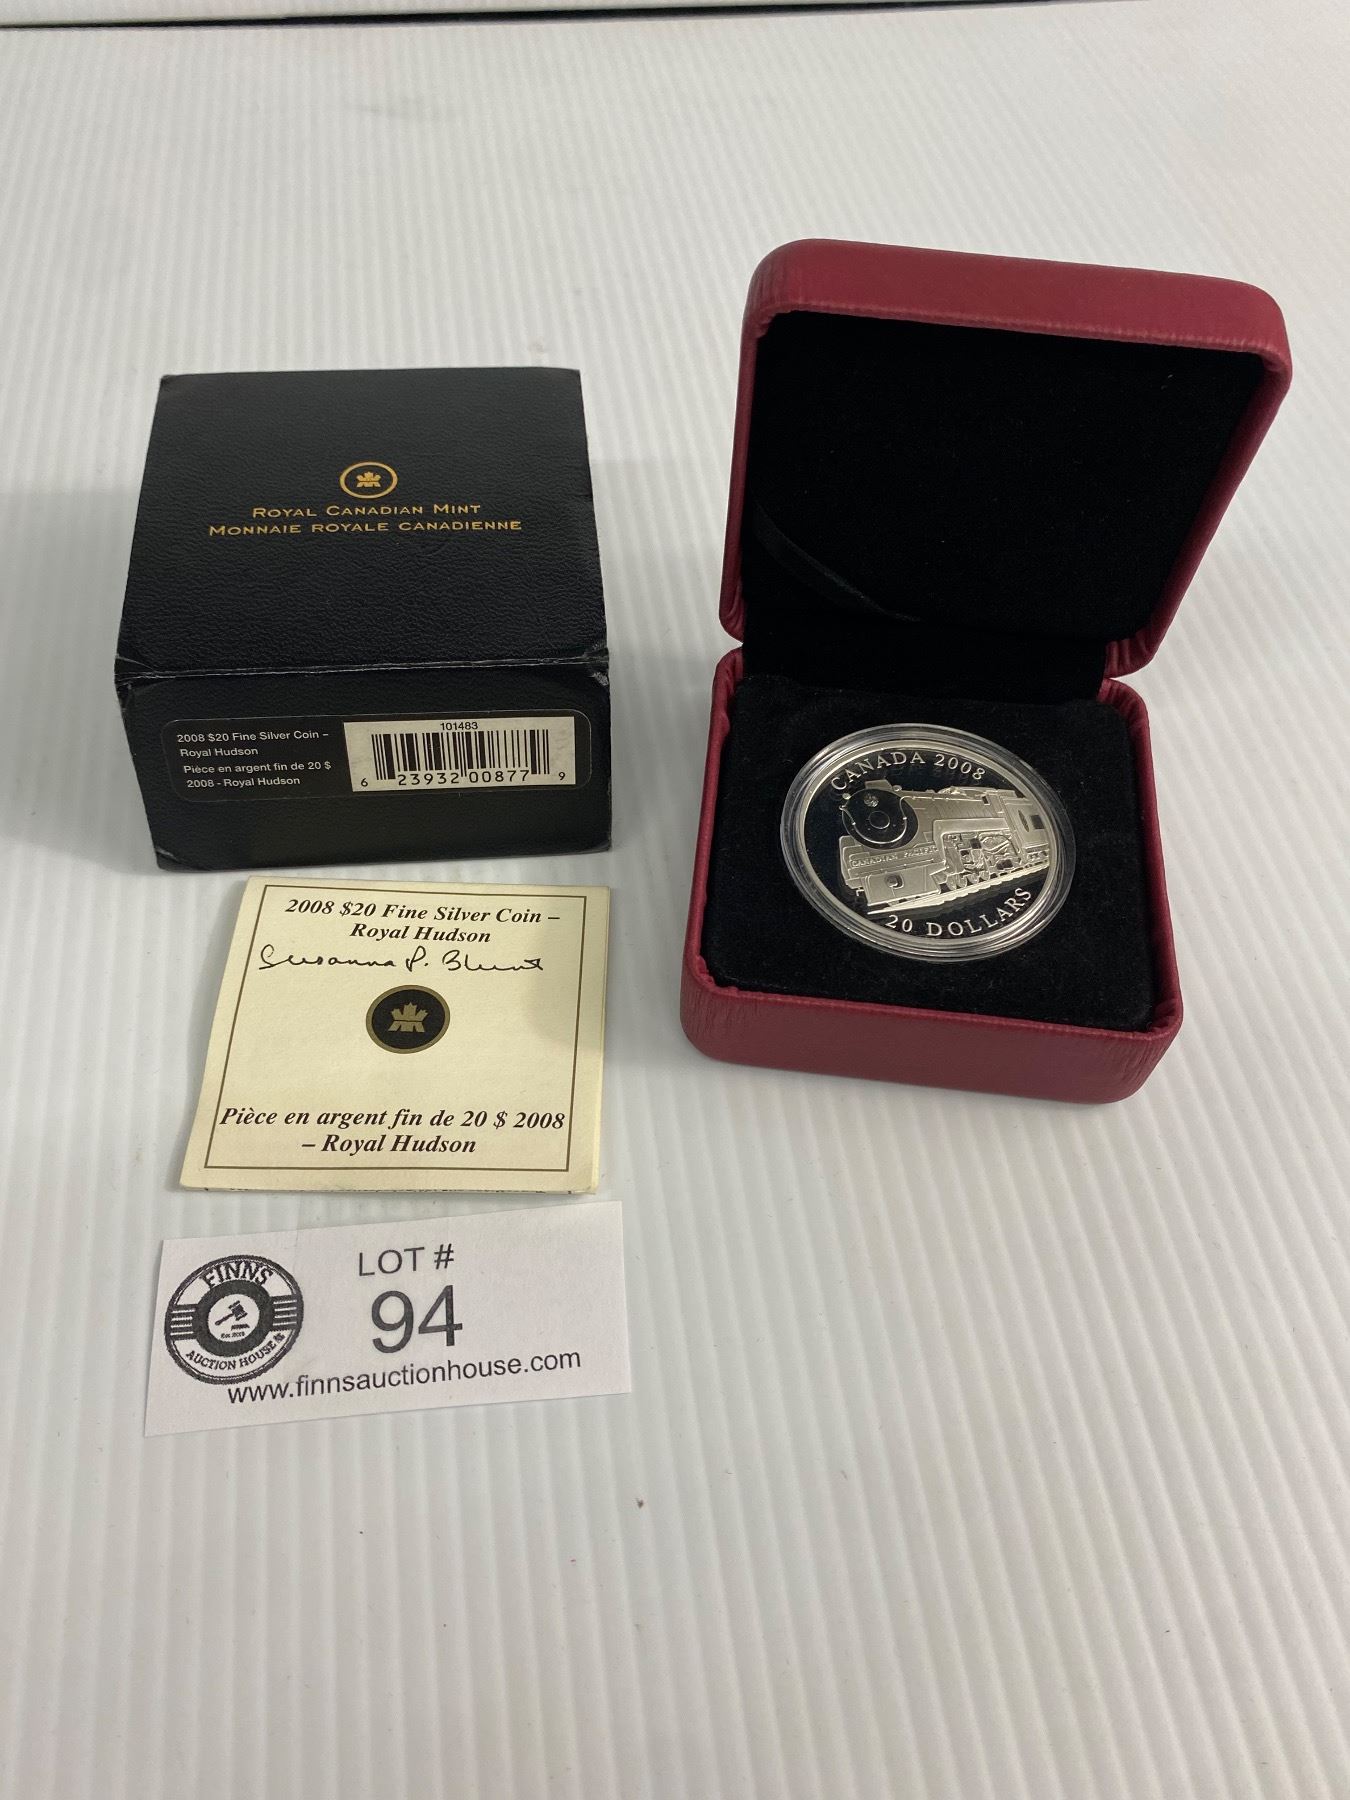 ROYAL CANADIAN MINT
MONNAIE ROYALE CANADIENNE
2008 $20 Fine Silver Coin –
Royal Hudson
Pièce en argent fin de 20 $
2008 - Royal Hudson
101483
6 23932 00877 9
CANADA 2008
CANADIAN PACIFIC
20 DOLLARS
2008 $20 Fine Silver Coin –
Royal Hudson
Susanna P. Blunt
Pièce en argent fin de 20 $ 2008
– Royal Hudson
FINNS
AUCTION HOUSE
LOT #
94
www.finnsauctionhouse.com